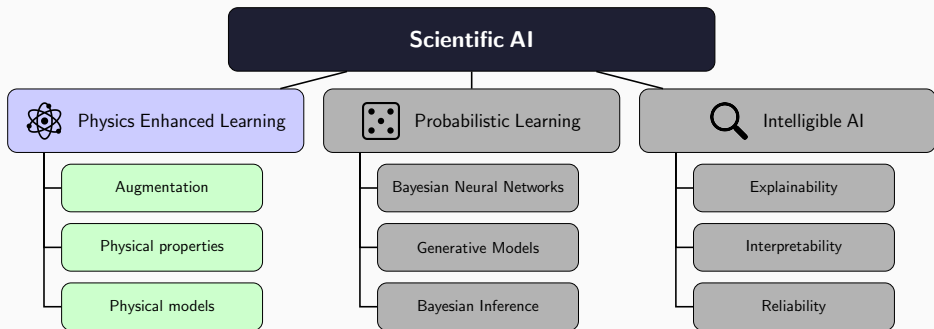 Scientific AI
Physics Enhanced Learning
Augmentation
Physical properties
Physical models
Probabilistic Learning
Bayesian Neural Networks
Generative Models
Bayesian Inference
Intelligible AI
Explainability
Interpretability
Reliability